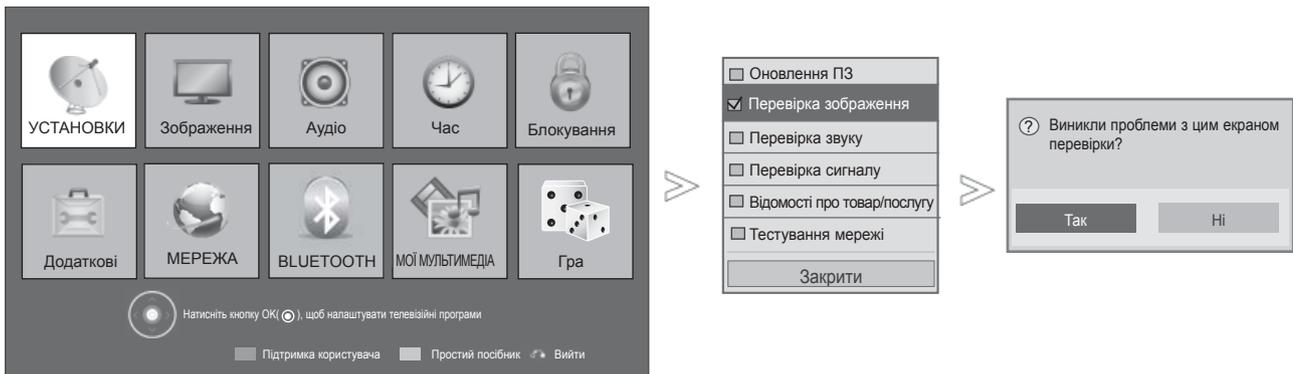 УСТАНОВКИ
Зображення
Аудіо
Час
Блокування
Додаткові
МЕРЕЖА
BLUETOOTH
МОЇ МУЛЬТИМЕДІА
Гра
Натисніть кнопку OK( ), щоб налаштувати телевізійні програми
Підтримка користувача
Простий посібник
Вийти
Оновлення ПЗ
Перевірка зображення
Перевірка звуку
Перевірка сигналу
Відомості про товар/послугу
Тестування мережі
Закрити
? Виникли проблеми з цим екраном
перевірки?
Так
Ні